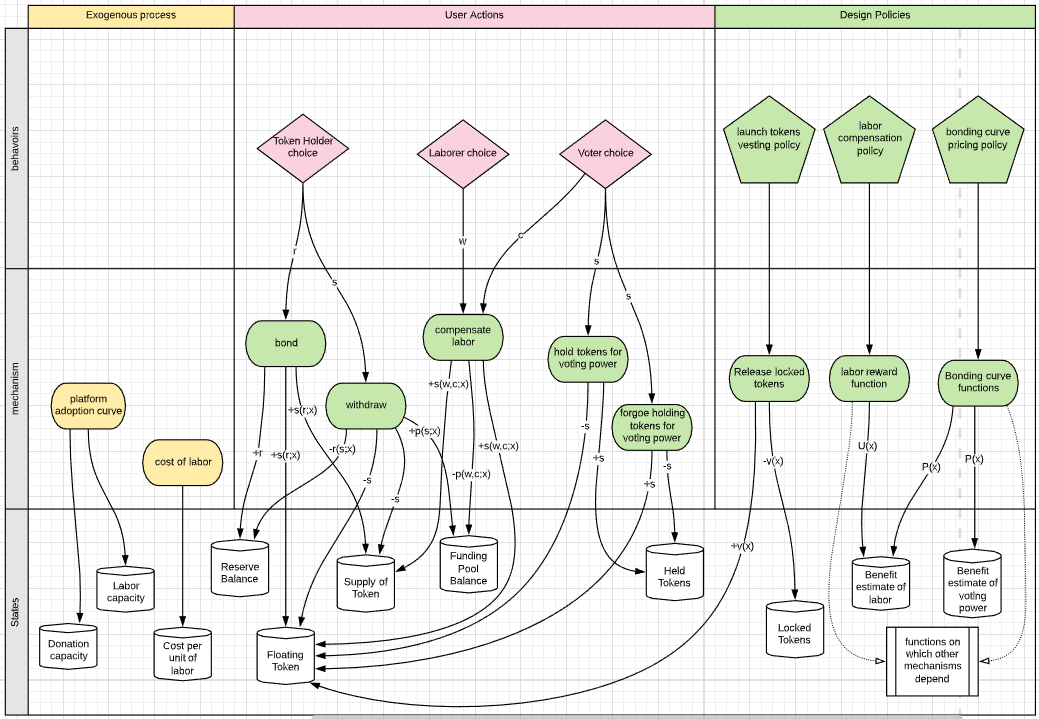 Exogenous process
User Actions
Design Policies
behavoirs
Token Holder
choice
Laborer choice
Voter choice
launch tokens
vesting policy
labor
compensation
policy
bonding curve
pricing policy
r
s
w
c
s
s
mechanism
platform
adoption curve
cost of labor
bond
withdraw
compensate
labor
hold tokens for
voting power
forgoe holding
tokens for
voting power
Release locked
tokens
labor reward
function
Bonding curve
functions
+r
+s(r;x)
+s(r;x)
-r(s;x)
-s
-s
+p(s;x)
+s(w,c;x)
-p(w,c;x)
+s(w,c;x)
-s
+s
+s
-s
-v(x)
+v(x)
U(x)
P(x)
P(x)
States
Donation
capacity
Labor
capacity
Cost per
unit of
labor
Reserve
Balance
Floating
Token
Supply of
Token
Funding
Pool
Balance
Held
Tokens
Locked
Tokens
Benefit
estimate of
labor
Benefit
estimate of
voting
power
functions on
which other
mechanisms
depend